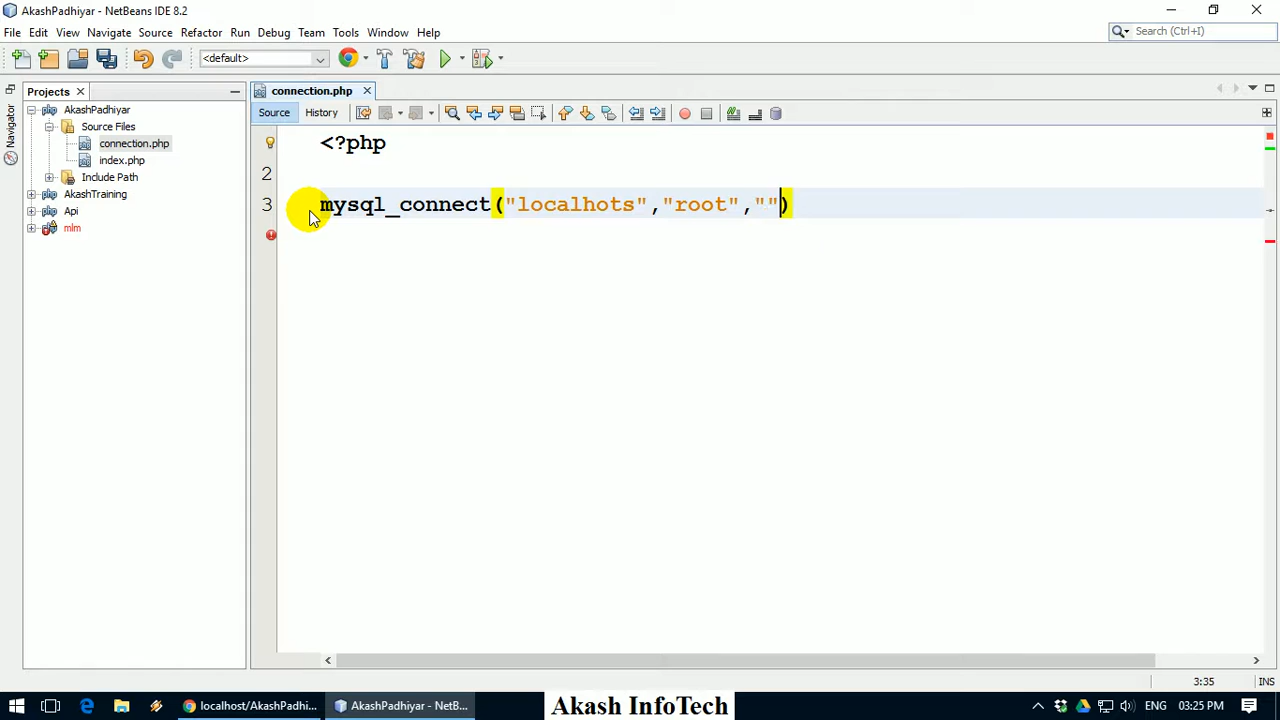 AkashPadhiyar - NetBeans IDE 8.2
File Edit View Navigate Source Refactor Run Debug Team Tools Window Help
Search (Ctrl+I)
<default>
Projects
connection.php
Source History
Navigator
AkashPadhiyar
Source Files
connection.php
index.php
Include Path
AkashTraining
Api
mlm
<?php
2
3 mysql_connect("localhots","root","")
3:35 INS
localhost/AkashPadhi...
AkashPadhiyar - NetB...
Akash InfoTech
ENG 03:25 PM